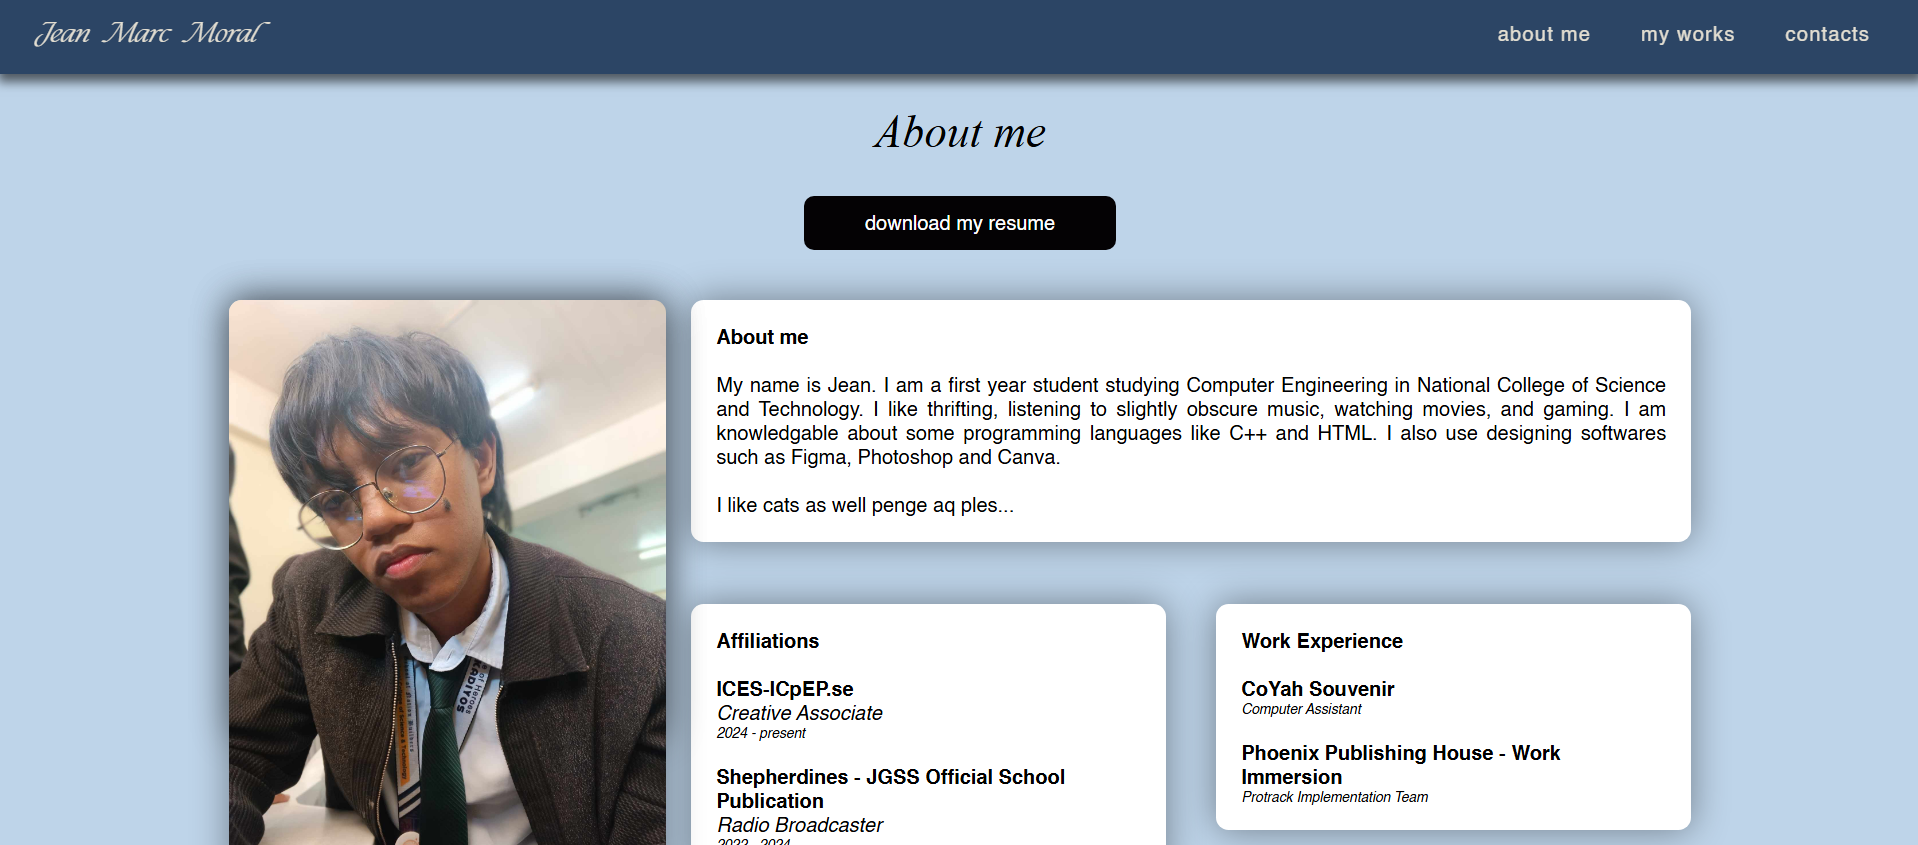 Jean Marc Moral
about me
my works
contacts
About me
download my resume
About me
My name is Jean. I am a first year student studying Computer Engineering in National College of Science
and Technology. I like thrifting, listening to slightly obscure music, watching movies, and gaming. I am
knowledgable about some programming languages like C++ and HTML. I also use designing softwares
such as Figma, Photoshop and Canva.
I like cats as well penge aq ples...
Affiliations
ICES-ICpEP.se
Creative Associate
2024 - present
Shepherdines - JGSS Official School
Publication
Radio Broadcaster
2022 - 2024
Work Experience
CoYah Souvenir
Computer Assistant
Phoenix Publishing House - Work
Immersion
Protrack Implementation Team